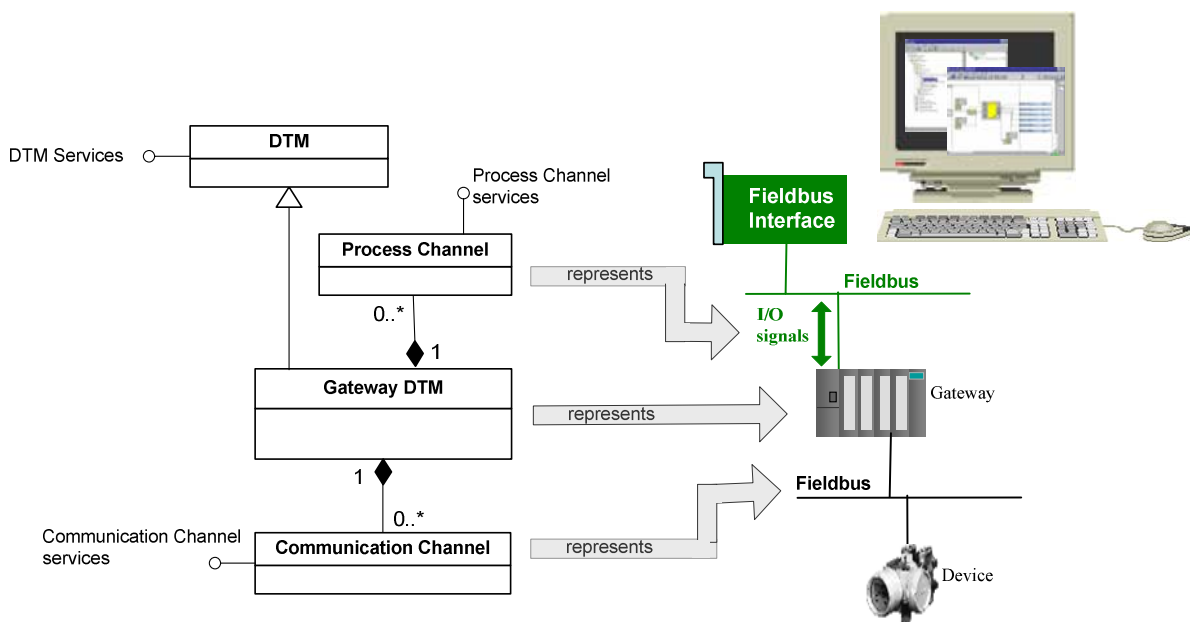 DTM
DTM Services
Process Channel
services
Process Channel
0..*
1
Gateway DTM
1
0..*
Communication Channel
services
Communication Channel
represents
represents
represents
Fieldbus
Interface
Fieldbus
I/O
signals
Gateway
Fieldbus
Device